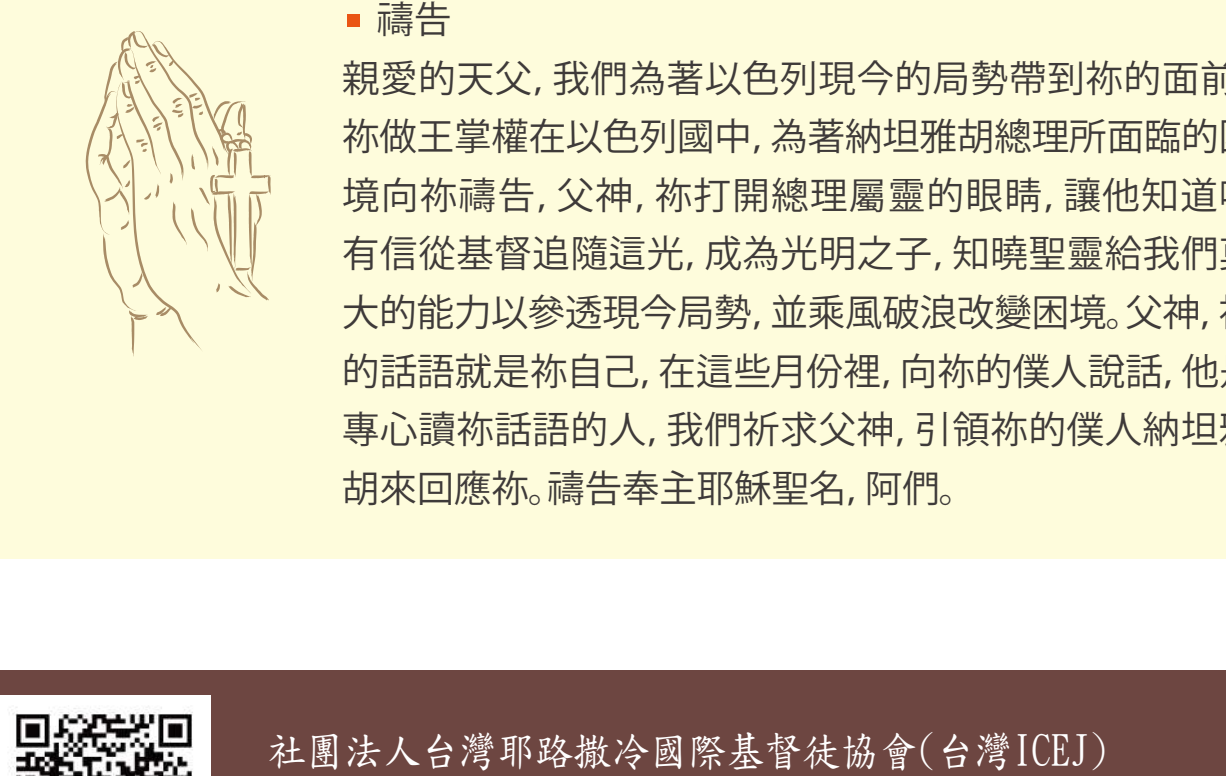 禱告
親愛的天父, 我們為著以色列現今的局勢帶到祢的面前
祢做王掌權在以色列國中, 為著納坦雅胡總理所面臨的
境向祢禱告, 父神, 祢打開總理屬靈的眼睛, 讓他知道
有信從基督追隨這光, 成為光明之子, 知曉聖靈給我們
大的能力以參透現今局勢, 並乘風破浪改變困境。父神,
的話語就是祢自己, 在這些月份裡, 向祢的僕人說話, 他
專心讀祢話語的人, 我們祈求父神, 引領祢的僕人納坦
胡來回應祢。禱告奉主耶穌聖名, 阿們。
社團法人台灣耶路撒冷國際基督徒協會(台灣ICEJ)